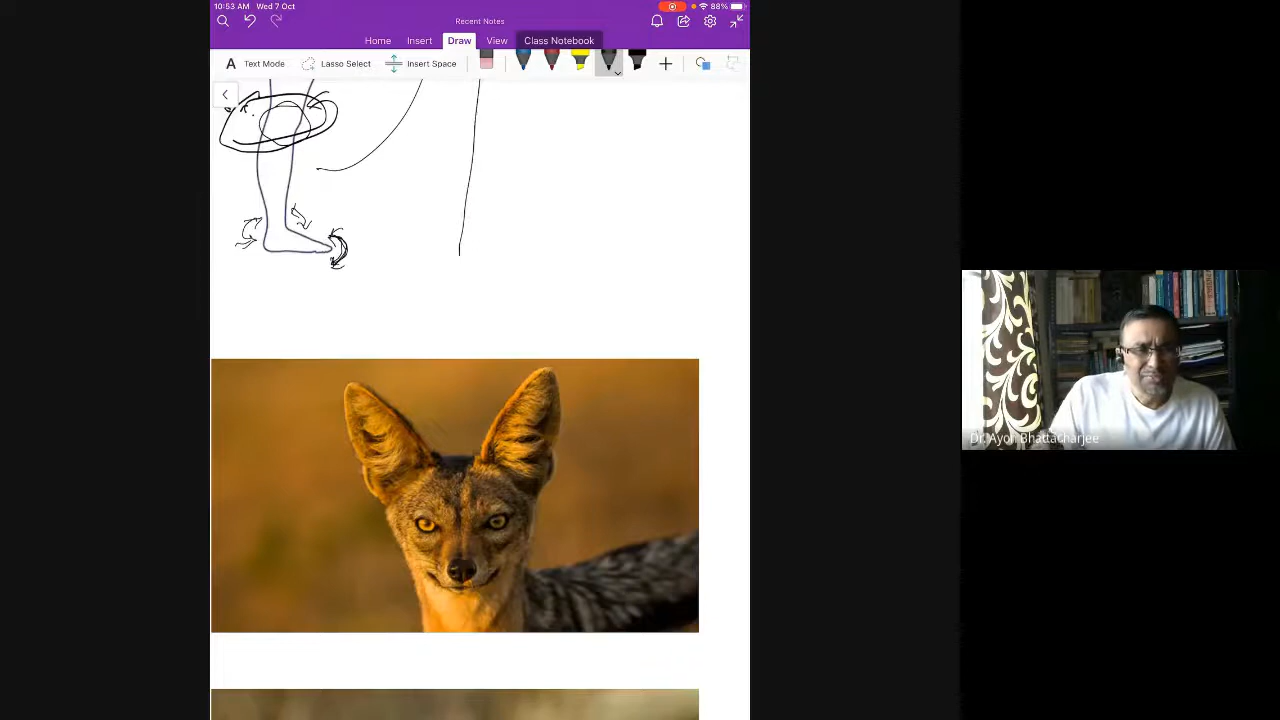 10:53 AM Wed 7 Oct
88%
Recent Notes
Home Insert Draw View Class Notebook
A Text Mode Lasso Select Insert Space
Dr. Bhattacharjee